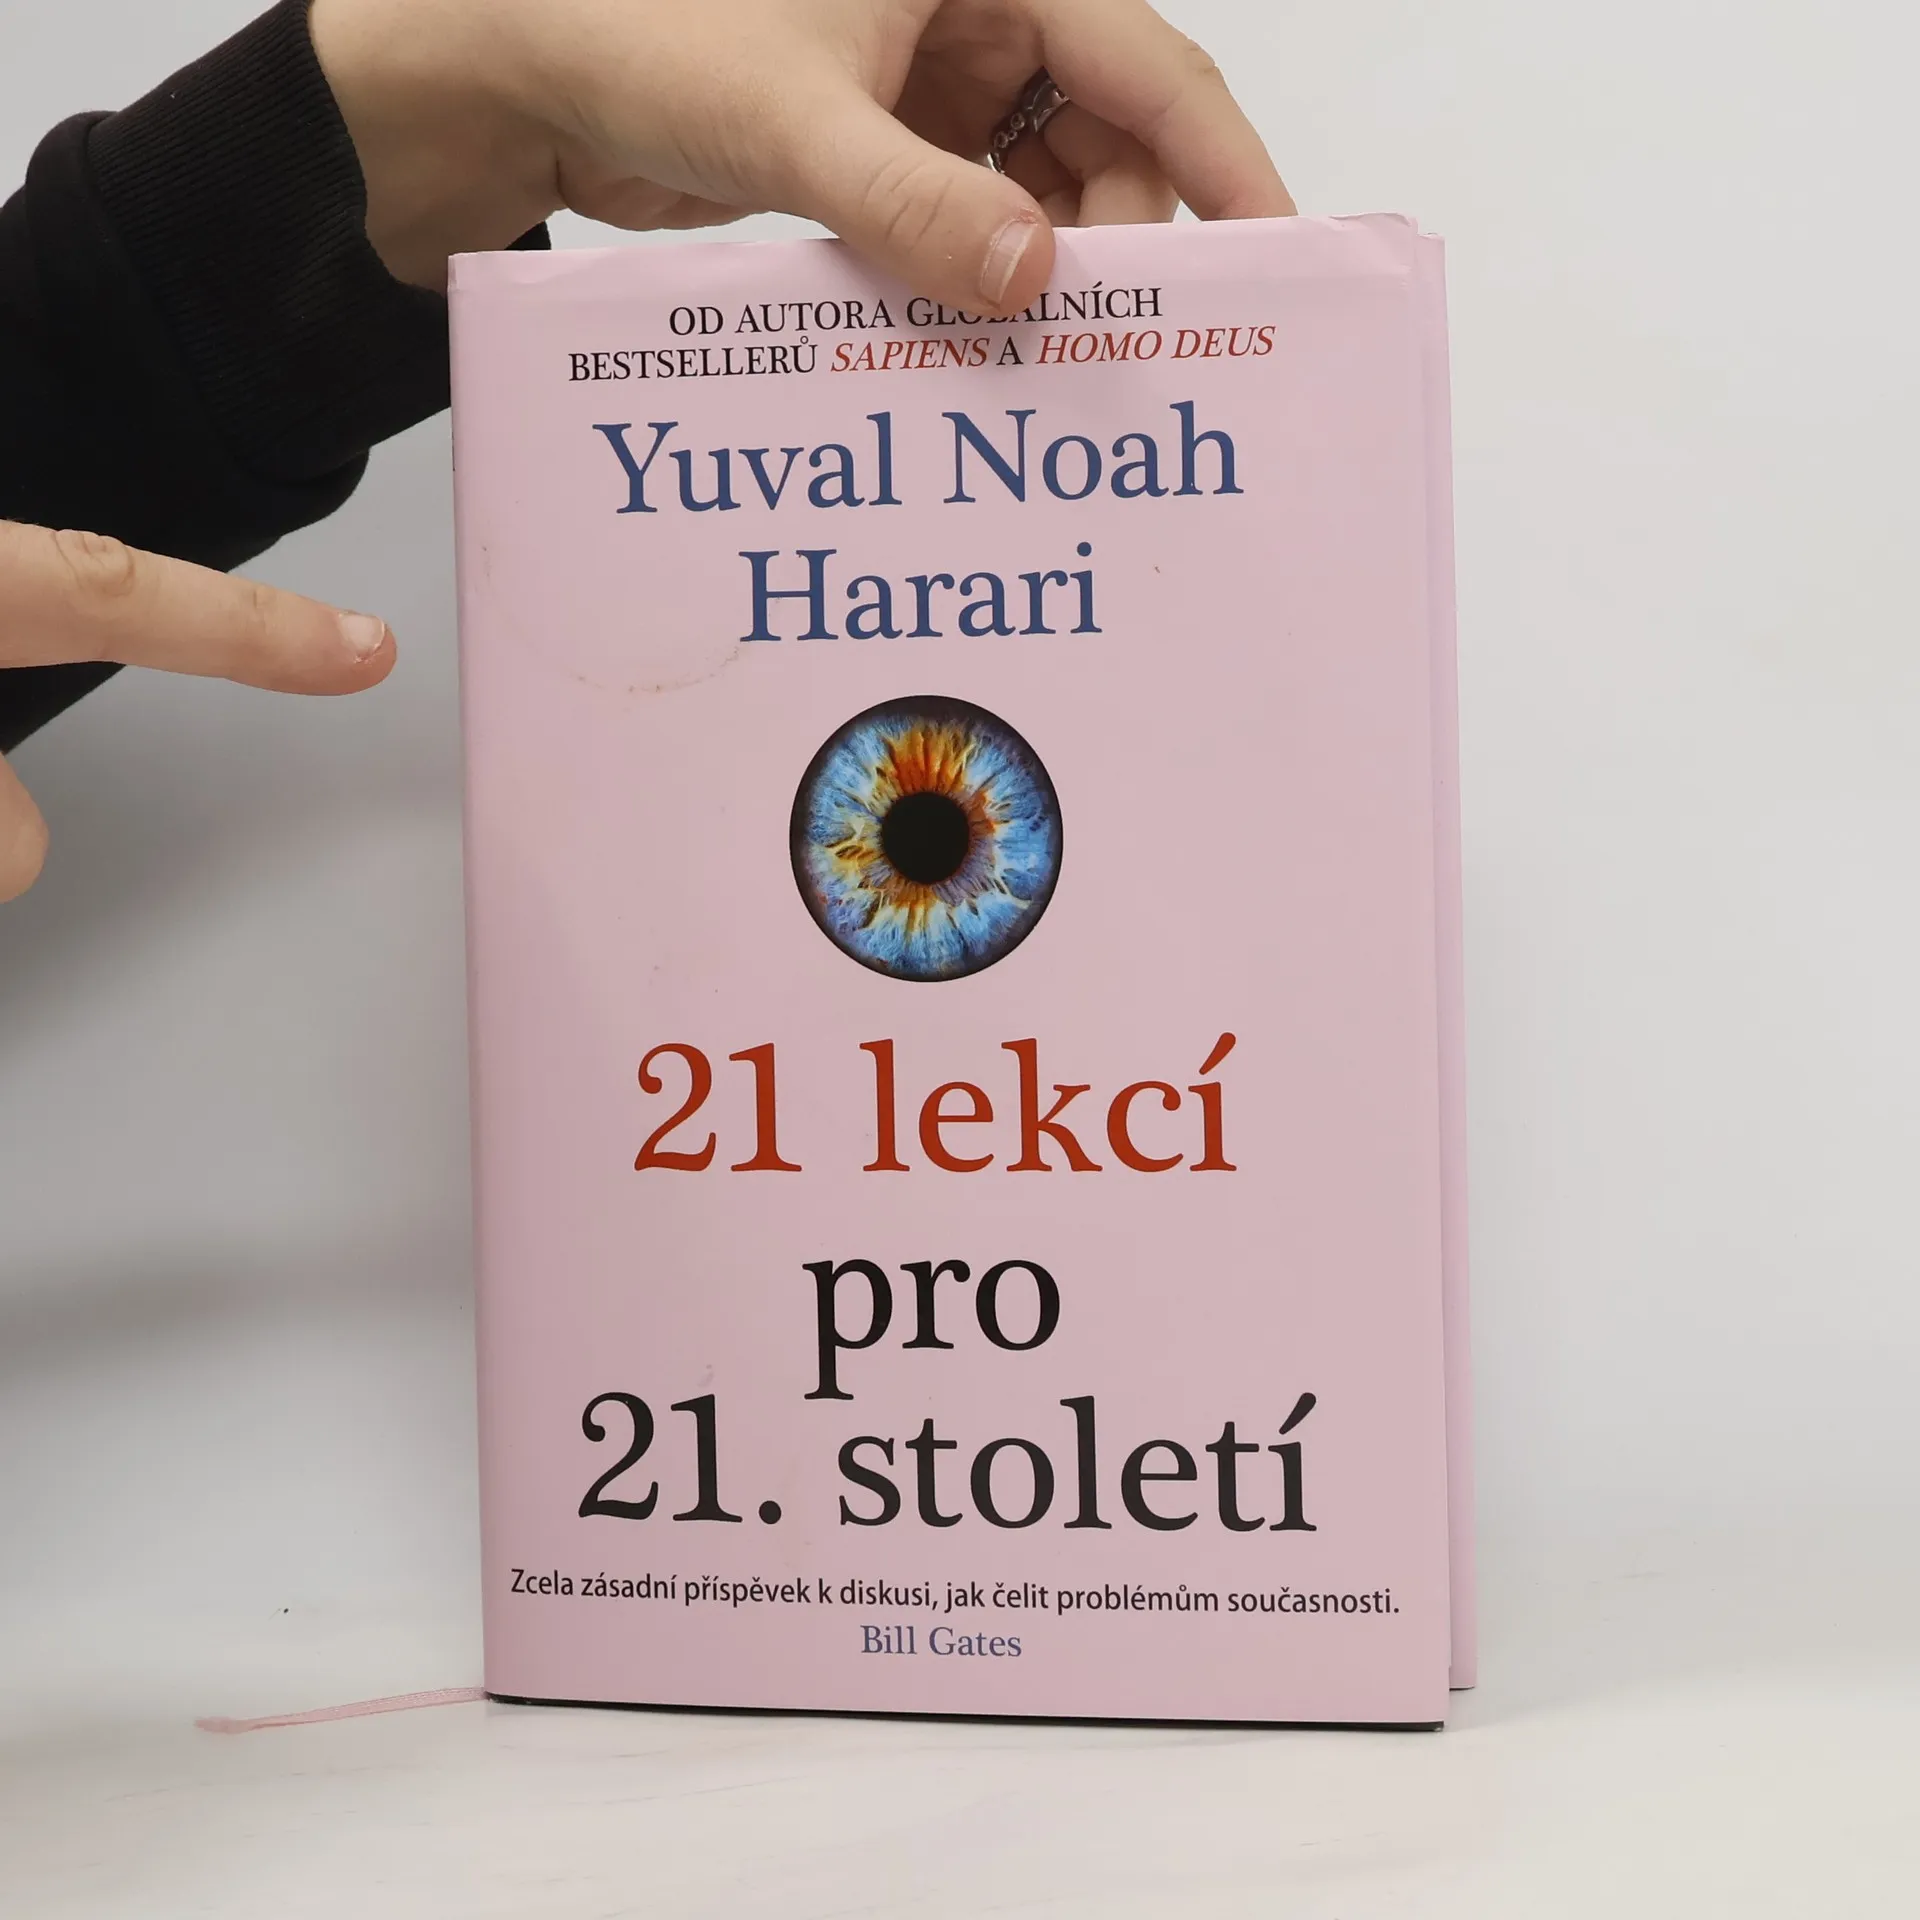 OD AUTORA GLOBÁLNÍCH
BESTSELLERŮ SAPIENS A HOMO DEUS
Yuval Noah
Harari
21 lekcí
pro
21. století
Zcela zásadní příspěvek k diskusi, jak čelit problémům současnosti.
Bill Gates